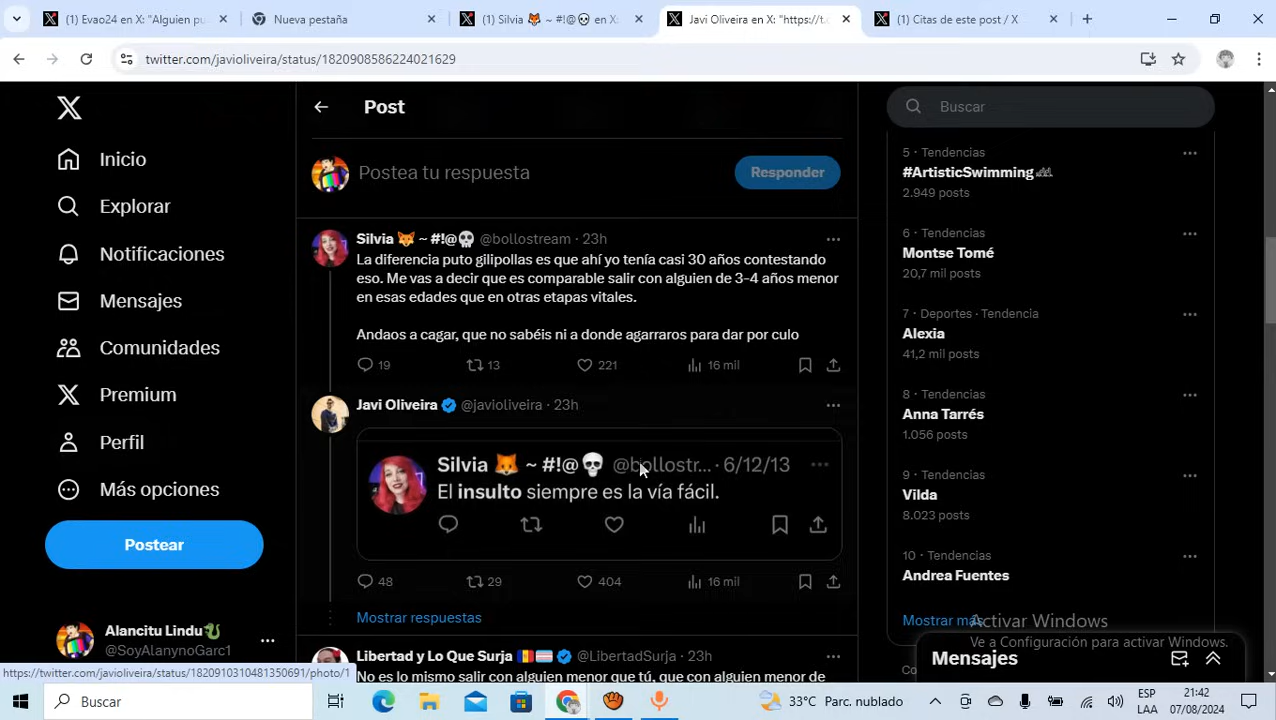 (1) Evao24 en X: "Alguien pu
Nueva pestaña
(1) Silvia 🦊 ~ #!@💀 en X:
Javi Oliveira en X: "https://t.c
(1) Citas de este post / X
twitter.com/javioliveira/status/1820908586224021629
Inicio
Explorar
Notificaciones
Mensajes
Comunidades
Premium
Perfil
Más opciones
Postear
Alancitu Lindu🐉
@SoyAlanynoGarc1
Post
Postea tu respuesta
Responder
Silvia 🦊 ~ #!@💀 @bollostream · 23h
La diferencia puto gilipollas es que ahí yo tenía casi 30 años contestando
eso. Me vas a decir que es comparable salir con alguien de 3-4 años menor
en esas edades que en otras etapas vitales.
Andaos a cagar, que no sabéis ni a donde agarraros para dar por culo
19 13 221 16 mil
Javi Oliveira @javioliveira · 23h
Silvia 🦊 ~ #!@💀 @bollostr... · 6/12/13
El insulto siempre es la vía fácil.
48 29 404 16 mil
Mostrar respuestas
Libertad y Lo Que Surja @LibertadSurja · 23h
No es lo mismo salir con alguien menor que tú, que con alguien menor de
Buscar
5 · Tendencias
#ArtisticSwimming
2.949 posts
6 · Tendencias
Montse Tomé
20,7 mil posts
7 · Deportes · Tendencia
Alexia
41,2 mil posts
8 · Tendencias
Anna Tarrés
1.056 posts
9 · Tendencias
Vilda
8.023 posts
10 · Tendencias
Andrea Fuentes
Mostrar más
Activar Windows
Ve a Configuración para activar Windows.
Mensajes
https://twitter.com/javioliveira/status/1820910310481350691/photo/1
Buscar
33°C Parc. nublado
ESP
LAA
21:42
07/08/2024